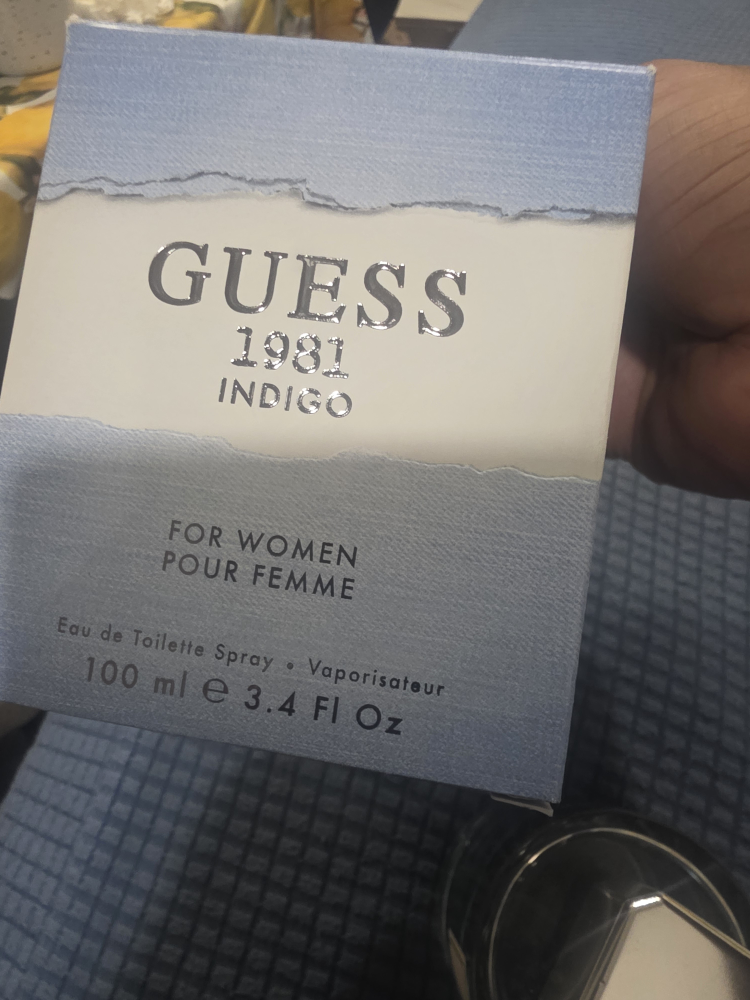 GUESS
1981
INDIGO
FOR WOMEN
POUR FEMME
Eau de Toilette Spray • Vaporisateur
100 ml ℮ 3.4 Fl Oz